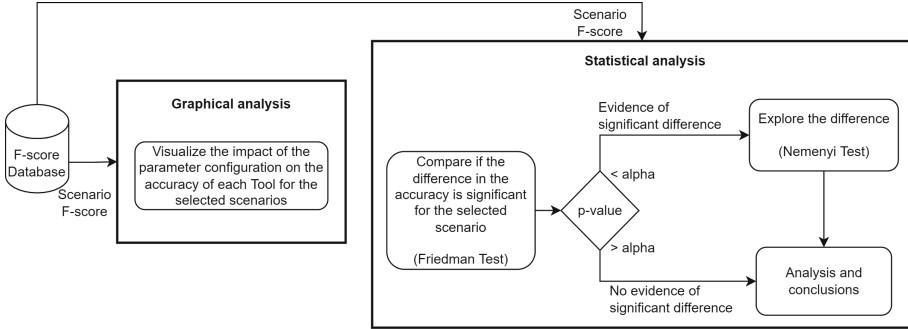 Scenario
F-score
Statistical analysis
Graphical analysis
F-score
Database
Scenario
F-score
Visualize the impact of the
parameter configuration on the
accuracy of each Tool for the
selected scenarios
Compare if the
difference in the
accuracy is significant
for the selected
scenario
(Friedman Test)
p-value
< alpha
> alpha
Evidence of
significant difference
No evidence of
significant difference
Explore the difference
(Nemenyi Test)
Analysis and
conclusions